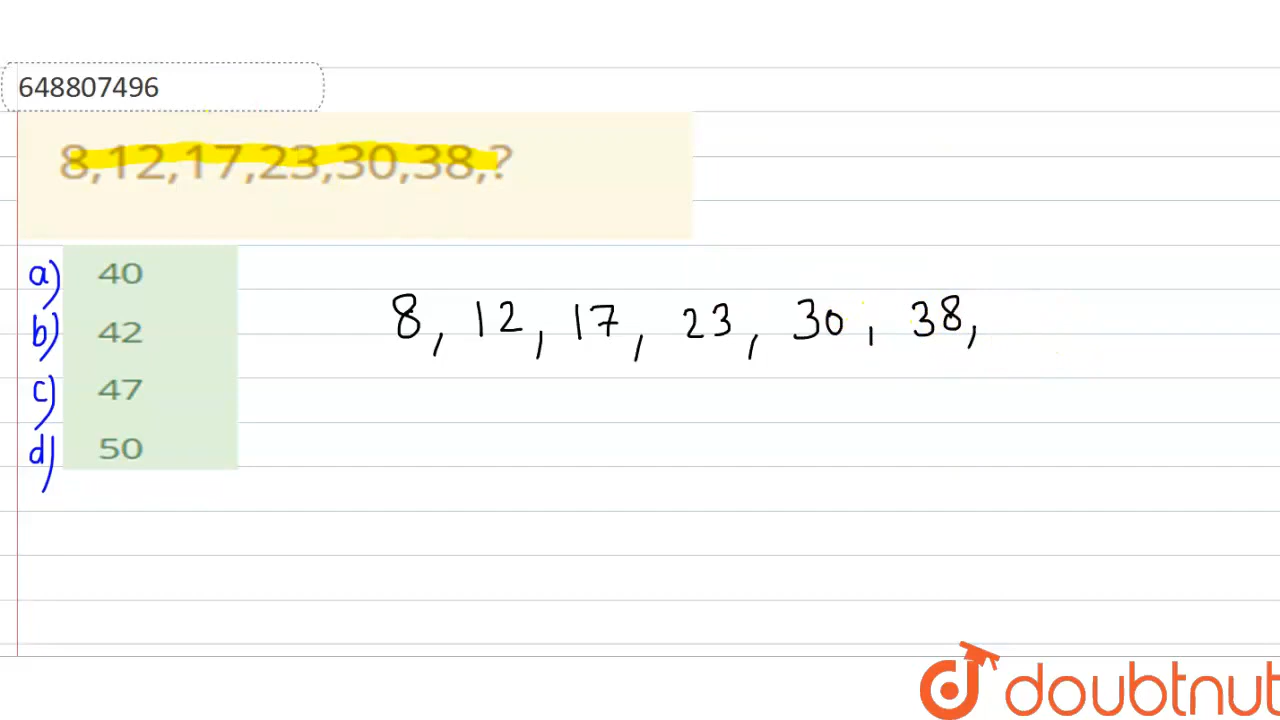 648807496
8,12,17,23,30,38,?
a) 40
b) 42
c) 47
d) 50
8, 12, 17, 23, 30, 38,
doubtnut